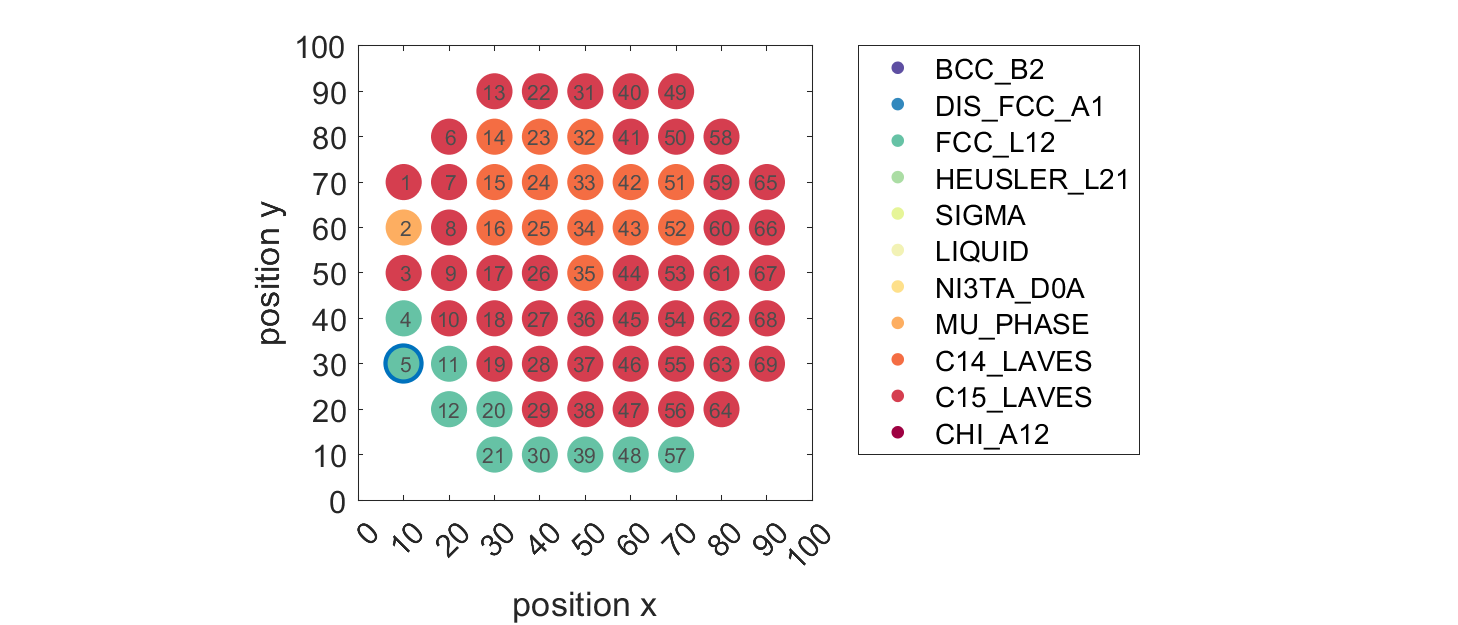 100
90
80
70
60
50
40
30
20
10
0
position y
13 22 31 40 49
6 14 23 32 41 50 58
1 7 15 24 33 42 51 59 65
2 8 16 25 34 43 52 60 66
3 9 17 26 35 44 53 61 67
4 10 18 27 36 45 54 62 68
5 11 19 28 37 46 55 63 69
12 20 29 38 47 56 64
21 30 39 48 57
0 10 20 30 40 50 60 70 80 90 100
position x
BCC_B2
DIS_FCC_A1
FCC_L12
HEUSLER_L21
SIGMA
LIQUID
NI3TA_D0A
MU_PHASE
C14_LAVES
C15_LAVES
CHI_A12